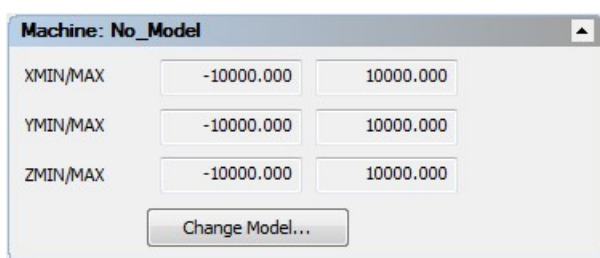 Machine: No_Model
XMIN/MAX -10000.000 10000.000
YMIN/MAX -10000.000 10000.000
ZMIN/MAX -10000.000 10000.000
Change Model...